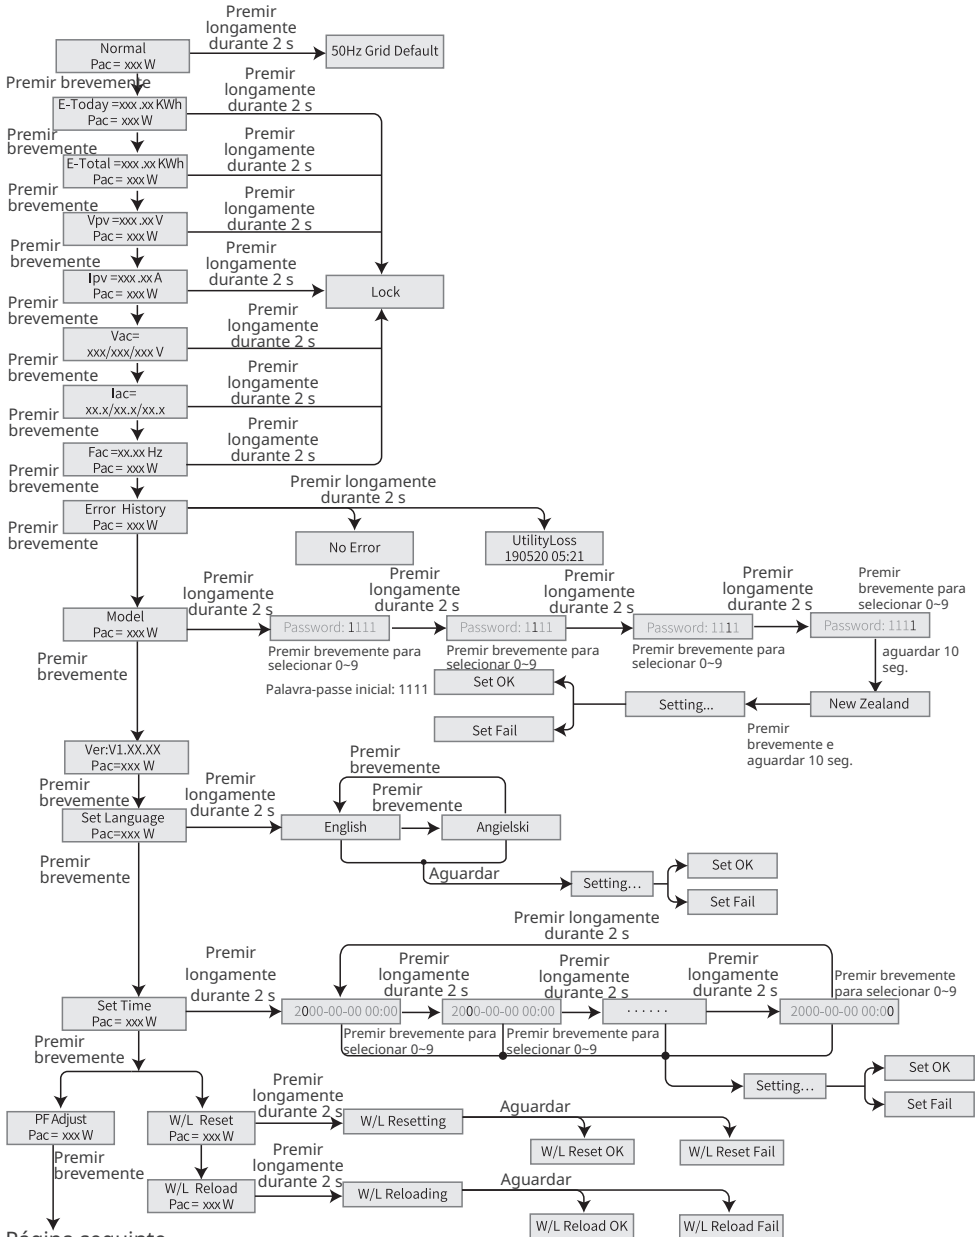 Premir
longamente
durante 2 s
Normal
Pac= xxx W
50Hz Grid Default
Premir brevemente
Premir
longamente
durante 2 s
E-Today =xxx.xx KWh
Pac= xxx W
Premir
brevemente
Premir
longamente
durante 2 s
E-Total =xxx.xx KWh
Pac= xxx W
Premir
brevemente
Premir
longamente
durante 2 s
Vpv =xxx.xx V
Pac= xxx W
Premir
brevemente
Premir
longamente
durante 2 s
Ipv =xxx.xx A
Pac= xxx W
Lock
Premir
brevemente
Premir
longamente
durante 2 s
Vac=
xxx/xxx/xxx V
Premir
brevemente
Premir
longamente
durante 2 s
Iac=
xx.x/xx.x/xx.x
Premir
brevemente
Premir
longamente
durante 2 s
Fac=xx.xx Hz
Pac= xxx W
Premir
brevemente
Premir longamente
durante 2 s
Error History
Pac= xxx W
No Error
UtilityLoss
190520 05:21
Premir
brevemente
Premir
longamente
durante 2 s
Premir
longamente
durante 2 s
Premir
longamente
durante 2 s
Premir
longamente
durante 2 s
Premir
brevemente para
selecionar 0~9
Model
Pac= xxx W
Password: 1111
Password: 1111
Password: 1111
Password: 1111
Premir brevemente para
selecionar 0~9
Premir brevemente para
selecionar 0~9
Premir brevemente para
selecionar 0~9
aguardar 10
seg.
Premir
brevemente
Palavra-passe inicial: 1111
Set OK
Set Fail
Setting...
New Zealand
Premir
brevemente e
aguardar 10 seg.
Ver:V1.XX.XX
Pac=xxx W
Premir
brevemente
Premir
longamente
durante 2 s
Premir
brevemente
Premir
brevemente
Set Language
Pac=xxx W
English
Angielski
Premir
brevemente
Aguardar
Setting...
Set OK
Set Fail
Premir longamente
durante 2 s
Premir
longamente
durante 2 s
Premir
longamente
durante 2 s
Premir
longamente
durante 2 s
Premir
longamente
durante 2 s
Premir brevemente
para selecionar 0~9
Set Time
Pac= xxx W
2000-00-00 00:00
2000-00-00 00:00
......
2000-00-00 00:00
Premir brevemente para
selecionar 0~9
Premir brevemente para
selecionar 0~9
Premir
brevemente
Setting...
Set OK
Set Fail
PF Adjust
Pac= xxx W
W/L Reset
Pac= xxx W
Premir
longamente
durante 2 s
W/L Resetting
Aguardar
W/L Reset OK
W/L Reset Fail
Premir
brevemente
W/L Reload
Pac= xxx W
Premir
longamente
durante 2 s
W/L Reloading
Aguardar
W/L Reload OK
W/L Reload Fail
Página seguinte